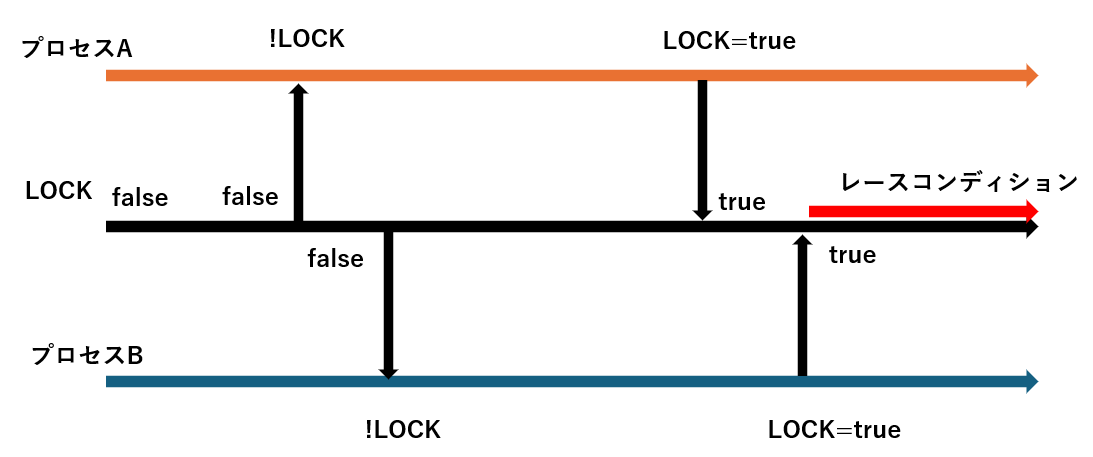 プロセスA
!LOCK
LOCK=true
LOCK
false
false
true
レースコンディション
false
true
プロセスB
!LOCK
LOCK=true